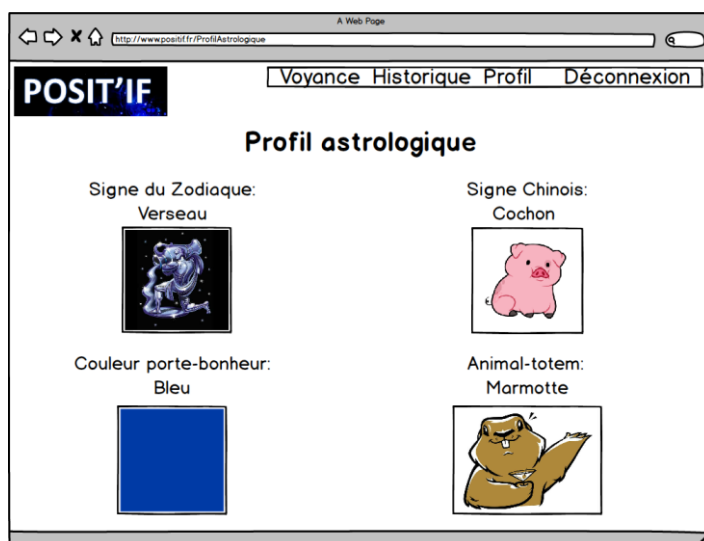 A Web Page
http://www.positif.fr/ProfilAstrologique
POSIT'IF
Voyance Historique Profil Déconnexion
Profil astrologique
Signe du Zodiaque:
Verseau
Signe Chinois:
Cochon
Couleur porte-bonheur:
Bleu
Animal-totem:
Marmotte